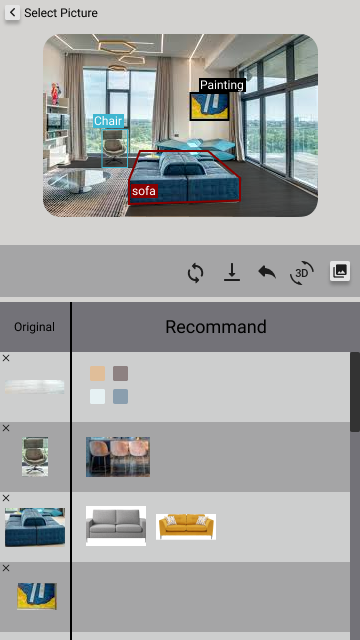 Select Picture
Painting
Chair
sofa
3D
Original
Recommand